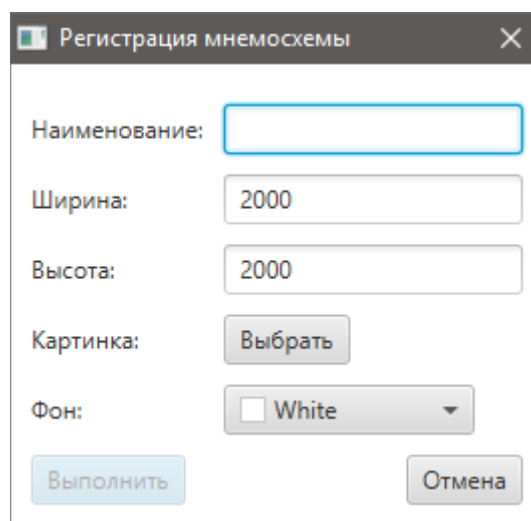 Регистрация мнемосхемы
Наименование:
Ширина: 2000
Высота: 2000
Картинка: Выбрать
Фон: White
Выполнить Отмена